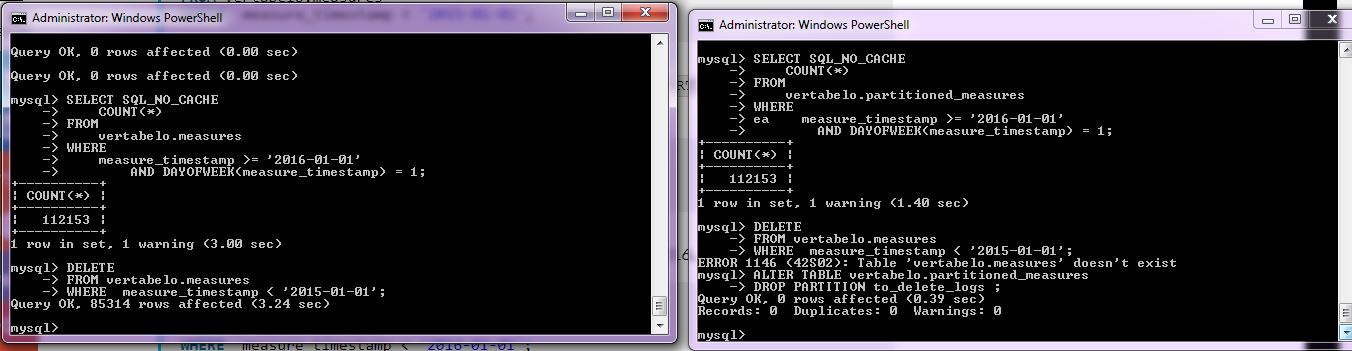 FROM vertabelo.measures
measure_timestamp < '2015-01-01';
Administrator: Windows PowerShell
Query OK, 0 rows affected (0.00 sec)
Query OK, 0 rows affected (0.00 sec)
mysql> SELECT SQL_NO_CACHE
-> COUNT(*)
-> FROM
-> vertabelo.measures
-> WHERE
-> measure_timestamp >= '2016-01-01'
-> AND DAYOFWEEK(measure_timestamp) = 1;
+----------+
| COUNT(*) |
+----------+
| 112153 |
+----------+
1 row in set, 1 warning (3.00 sec)
mysql> DELETE
-> FROM vertabelo.measures
-> WHERE measure_timestamp < '2015-01-01';
Query OK, 85314 rows affected (3.24 sec)
mysql>
Administrator: Windows PowerShell
mysql> SELECT SQL_NO_CACHE
-> COUNT(*)
-> FROM
-> vertabelo.partitioned_measures
-> WHERE
-> ea measure_timestamp >= '2016-01-01'
-> AND DAYOFWEEK(measure_timestamp) = 1;
+----------+
| COUNT(*) |
+----------+
| 112153 |
+----------+
1 row in set, 1 warning (1.40 sec)
mysql> DELETE
-> FROM vertabelo.measures
-> WHERE measure_timestamp < '2015-01-01';
ERROR 1146 (42S02): Table 'vertabelo.measures' doesn't exist
mysql> ALTER TABLE vertabelo.partitioned_measures
-> DROP PARTITION to_delete_logs ;
Query OK, 0 rows affected (0.39 sec)
Records: 0 Duplicates: 0 Warnings: 0
mysql>
WHERE measure_timestamp < '2016-01-01';